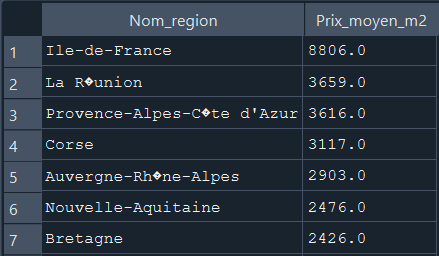 Nom_region Prix_moyen_m2
1 Ile-de-France 8806.0
2 La R�union 3659.0
3 Provence-Alpes-C�te d'Azur 3616.0
4 Corse 3117.0
5 Auvergne-Rh�ne-Alpes 2903.0
6 Nouvelle-Aquitaine 2476.0
7 Bretagne 2426.0